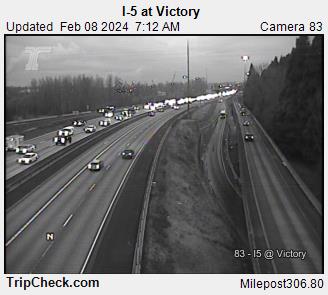 I-5 at Victory
Updated  Feb 08 2024  7:12 AM  Camera 83
N
83 - I5 @ Victory
TripCheck.com  Milepost306.80